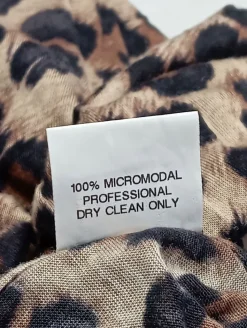 100% MICROMODAL
PROFESSIONAL
DRY CLEAN ONLY